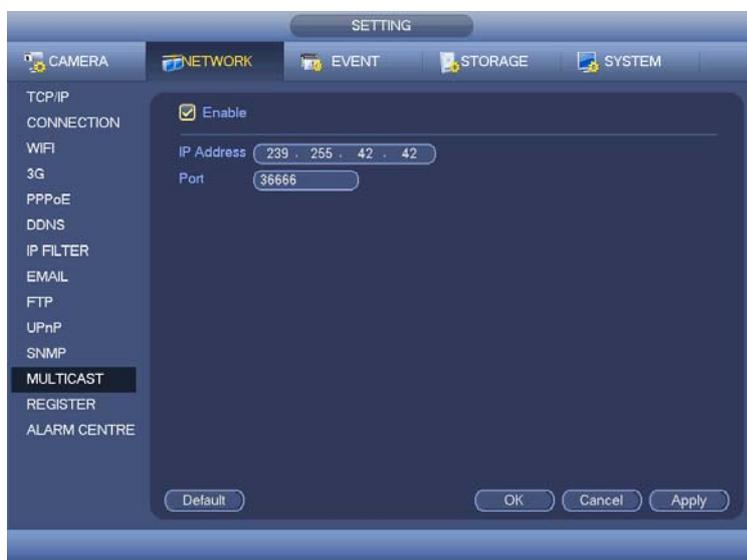 SETTING
CAMERA NETWORK EVENT STORAGE SYSTEM
TCP/IP
CONNECTION
WIFI
3G
PPPoE
DDNS
IP FILTER
EMAIL
FTP
UPnP
SNMP
MULTICAST
REGISTER
ALARM CENTRE
Enable
IP Address 239 . 255 . 42 . 42
Port 36666
Default OK Cancel Apply